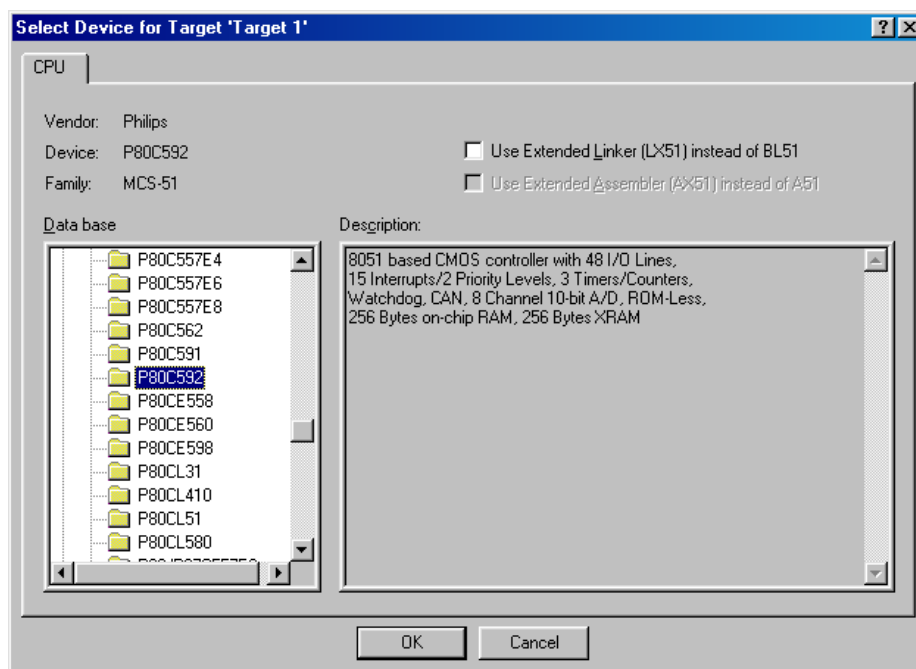 Select Device for Target 'Target 1'
CPU
Vendor: Philips
Device: P80C592
Family: MCS-51
Use Extended Linker (LX51) instead of BL51
Use Extended Assembler (AX51) instead of A51
Data base
P80C557E4
P80C557E6
P80C557E8
P80C562
P80C591
P80C592
P80CE558
P80CE560
P80CE598
P80CL31
P80CL410
P80CL51
P80CL580
Description:
8051 based CMOS controller with 48 I/O Lines,
15 Interrupts/2 Priority Levels, 3 Timers/Counters,
Watchdog, CAN, 8 Channel 10-bit A/D, ROM-Less,
256 Bytes on-chip RAM, 256 Bytes XRAM
OK
Cancel